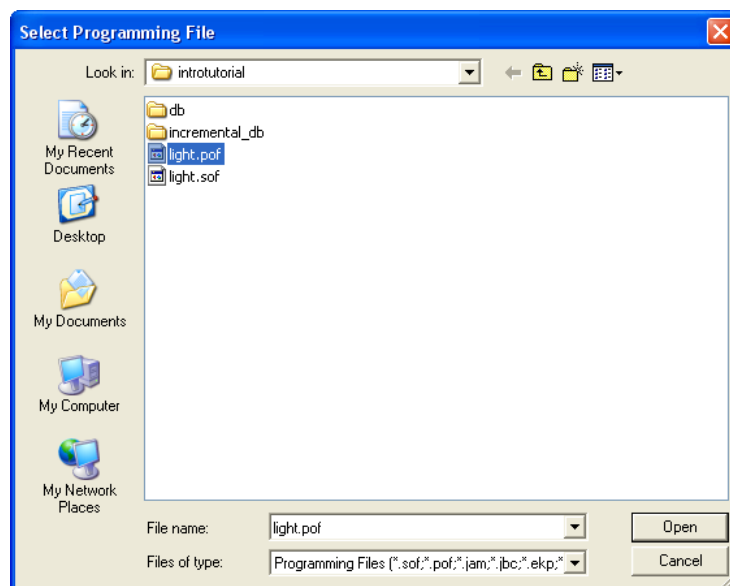 Select Programming File
Look in:
introtutorial
db
incremental_db
light.pof
light.sof
My Recent
Documents
Desktop
My Documents
My Computer
My Network
Places
File name:
light.pof
Open
Files of type:
Programming Files (*.sof;*.pof;*.jam;*.jbc;*.ekp;*
Cancel